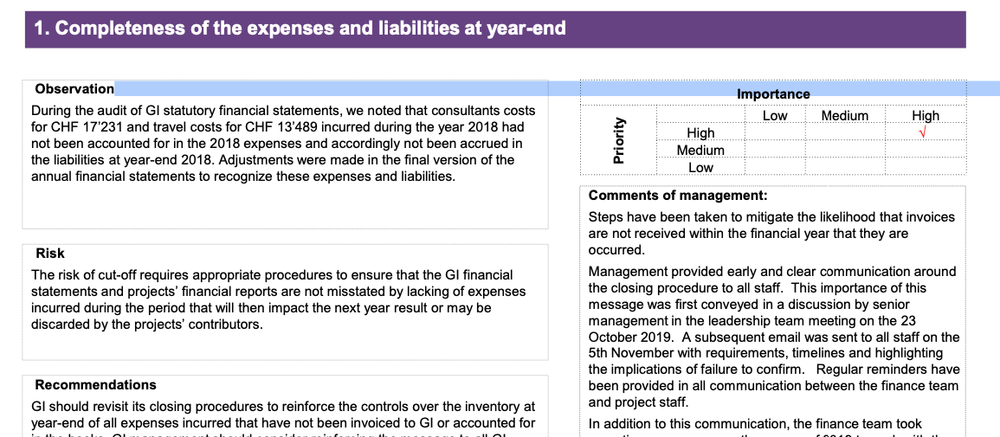 1. Completeness of the expenses and liabilities at year-end
Observation
During the audit of GI statutory financial statements, we noted that consultants costs
for CHF 17'231 and travel costs for CHF 13'489 incurred during the year 2018 had
not been accounted for in the 2018 expenses and accordingly not been accrued in
the liabilities at year-end 2018. Adjustments were made in the final version of the
annual financial statements to recognize these expenses and liabilities.
Risk
The risk of cut-off requires appropriate procedures to ensure that the GI financial
statements and projects' financial reports are not misstated by lacking of expenses
incurred during the period that will then impact the next year result or may be
discarded by the projects' contributors.
Recommendations
GI should revisit its closing procedures to reinforce the controls over the inventory at
year-end of all expenses incurred that have not been invoiced to GI or accounted for
Importance
Low Medium High
Priority
High √
Medium
Low
Comments of management:
Steps have been taken to mitigate the likelihood that invoices
are not received within the financial year that they are
occurred.
Management provided early and clear communication around
the closing procedure to all staff. This importance of this
message was first conveyed in a discussion by senior
management in the leadership team meeting on the 23
October 2019. A subsequent email was sent to all staff on the
5th November with requirements, timelines and highlighting
the implications of failure to confirm. Regular reminders have
been provided in all communication between the finance team
and project staff.
In addition to this communication, the finance team took